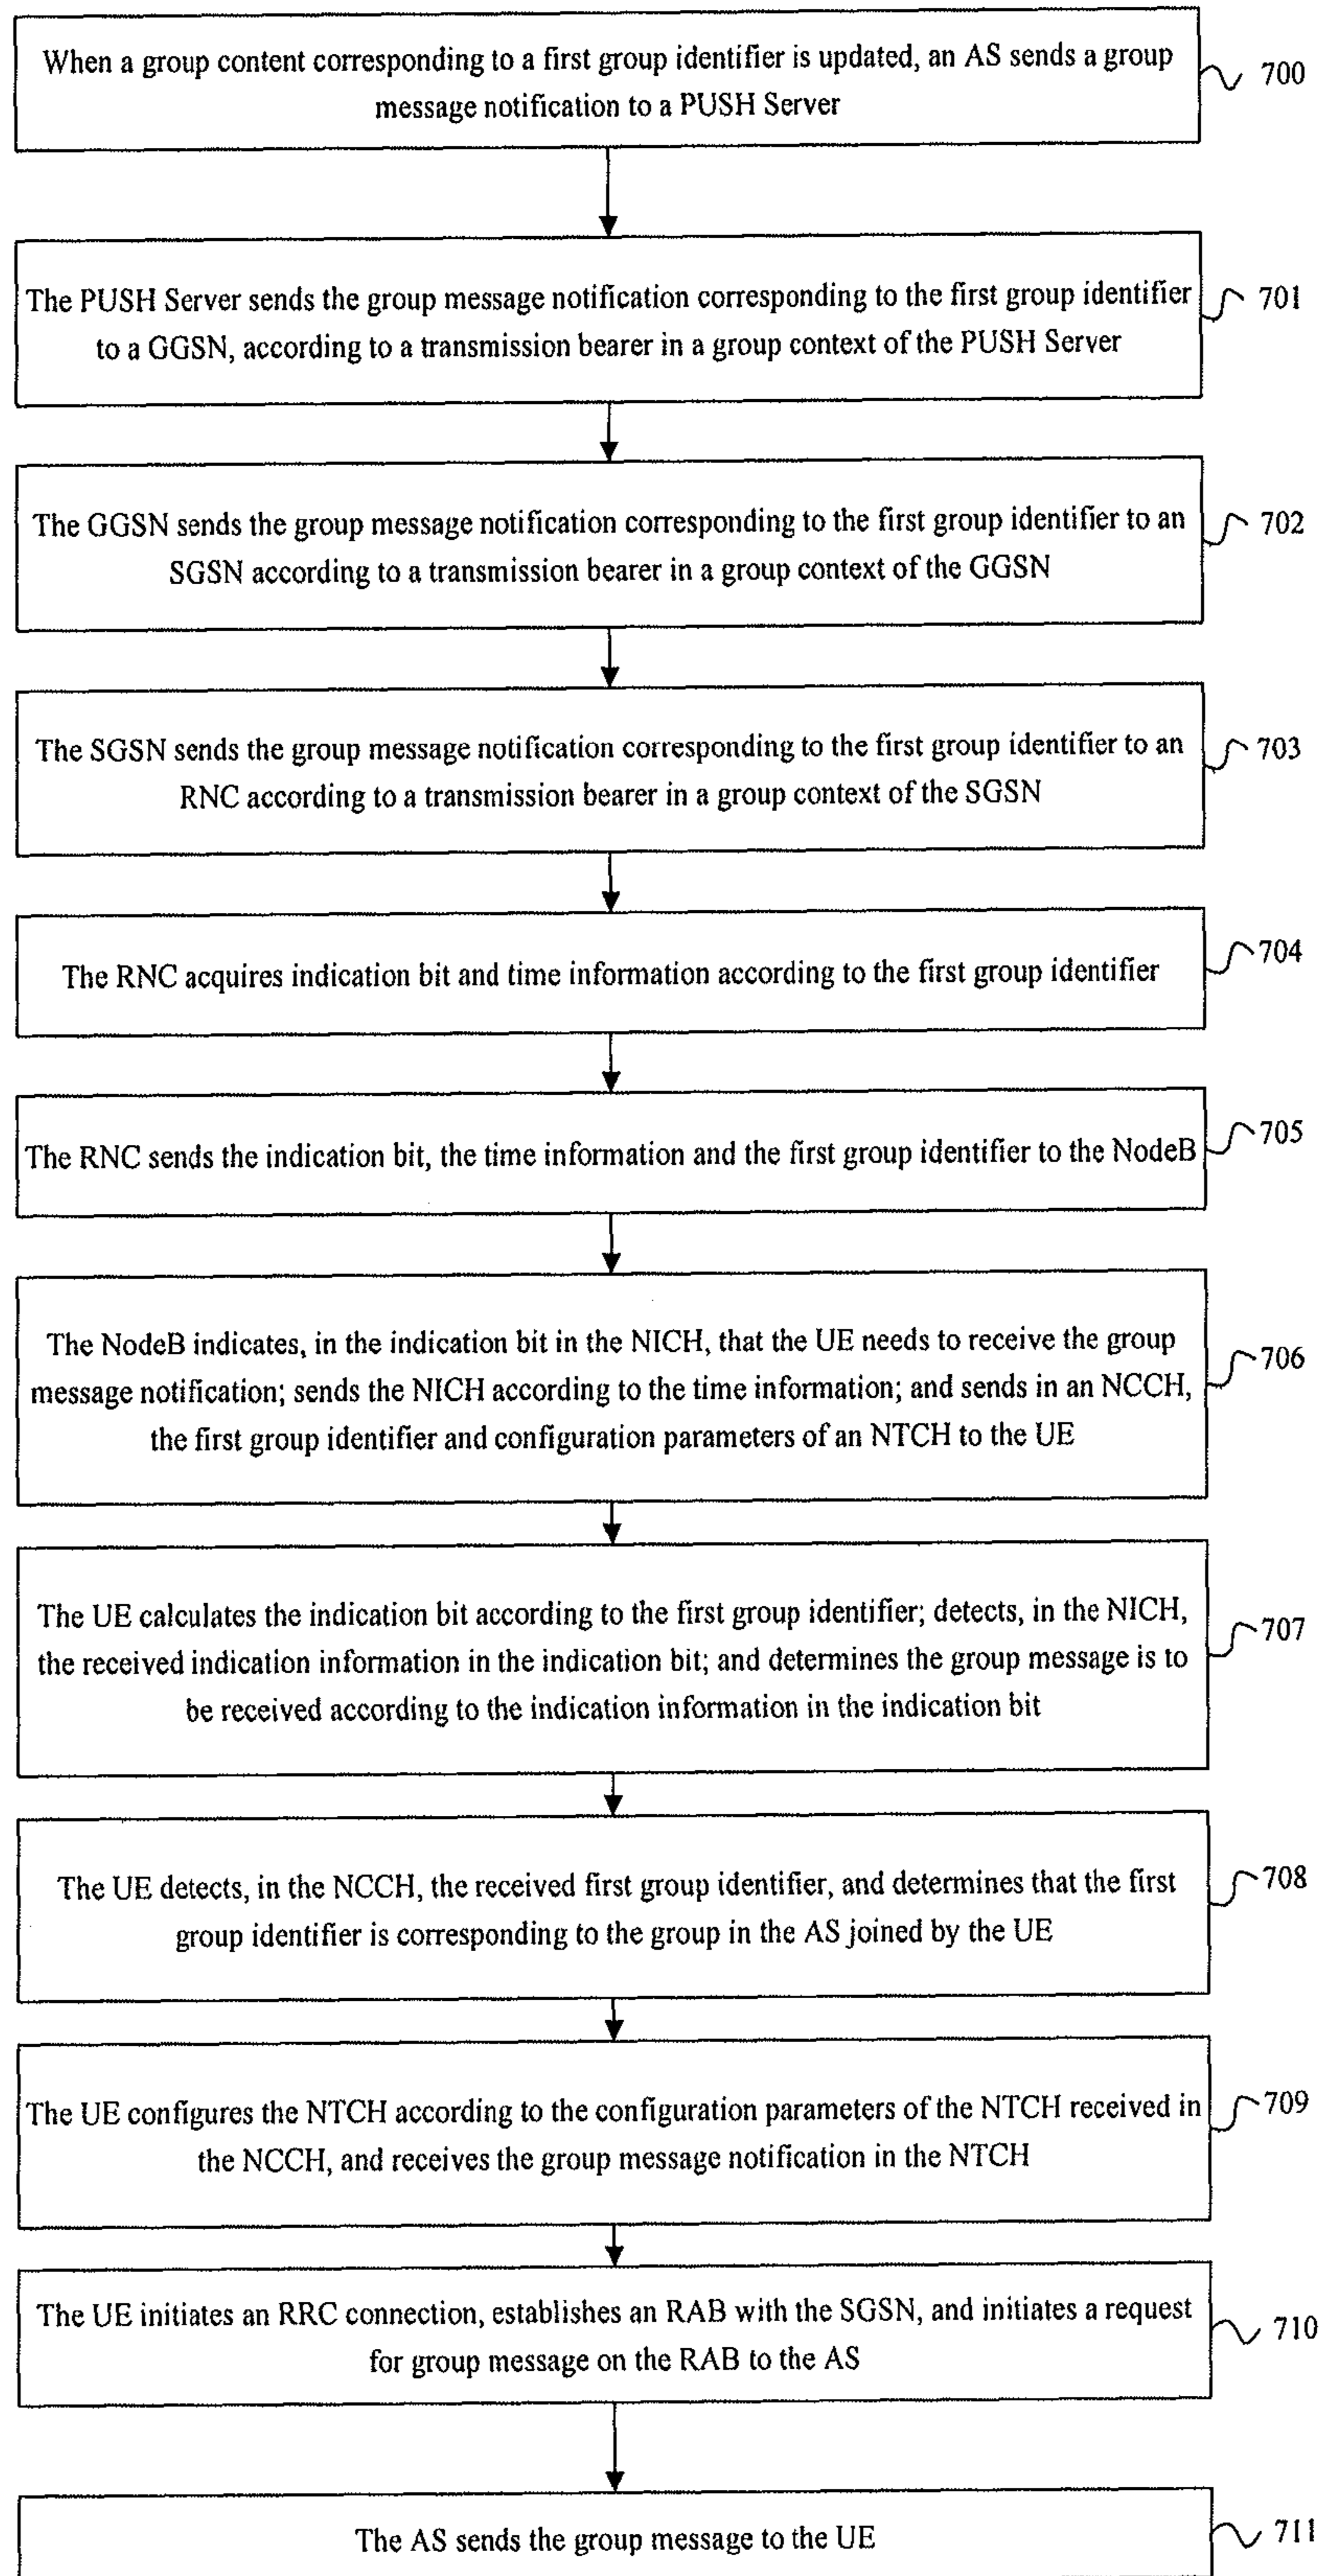 When a group content corresponding to a first group identifier is updated, an AS sends a group
message notification to a PUSH Server
700
The PUSH Server sends the group message notification corresponding to the first group identifier
to a GGSN, according to a transmission bearer in a group context of the PUSH Server
701
The GGSN sends the group message notification corresponding to the first group identifier to an
SGSN according to a transmission bearer in a group context of the GGSN
702
The SGSN sends the group message notification corresponding to the first group identifier to an
RNC according to a transmission bearer in a group context of the SGSN
703
The RNC acquires indication bit and time information according to the first group identifier
704
The RNC sends the indication bit, the time information and the first group identifier to the NodeB
705
The NodeB indicates, in the indication bit in the NICH, that the UE needs to receive the group
message notification; sends the NICH according to the time information; and sends in an NCCH,
the first group identifier and configuration parameters of an NTCH to the UE
706
The UE calculates the indication bit according to the first group identifier; detects, in the NICH,
the received indication information in the indication bit; and determines the group message is to
be received according to the indication information in the indication bit
707
The UE detects, in the NCCH, the received first group identifier, and determines that the first
group identifier is corresponding to the group in the AS joined by the UE
708
The UE configures the NTCH according to the configuration parameters of the NTCH received in
the NCCH, and receives the group message notification in the NTCH
709
The UE initiates an RRC connection, establishes an RAB with the SGSN, and initiates a request
for group message on the RAB to the AS
710
The AS sends the group message to the UE
711